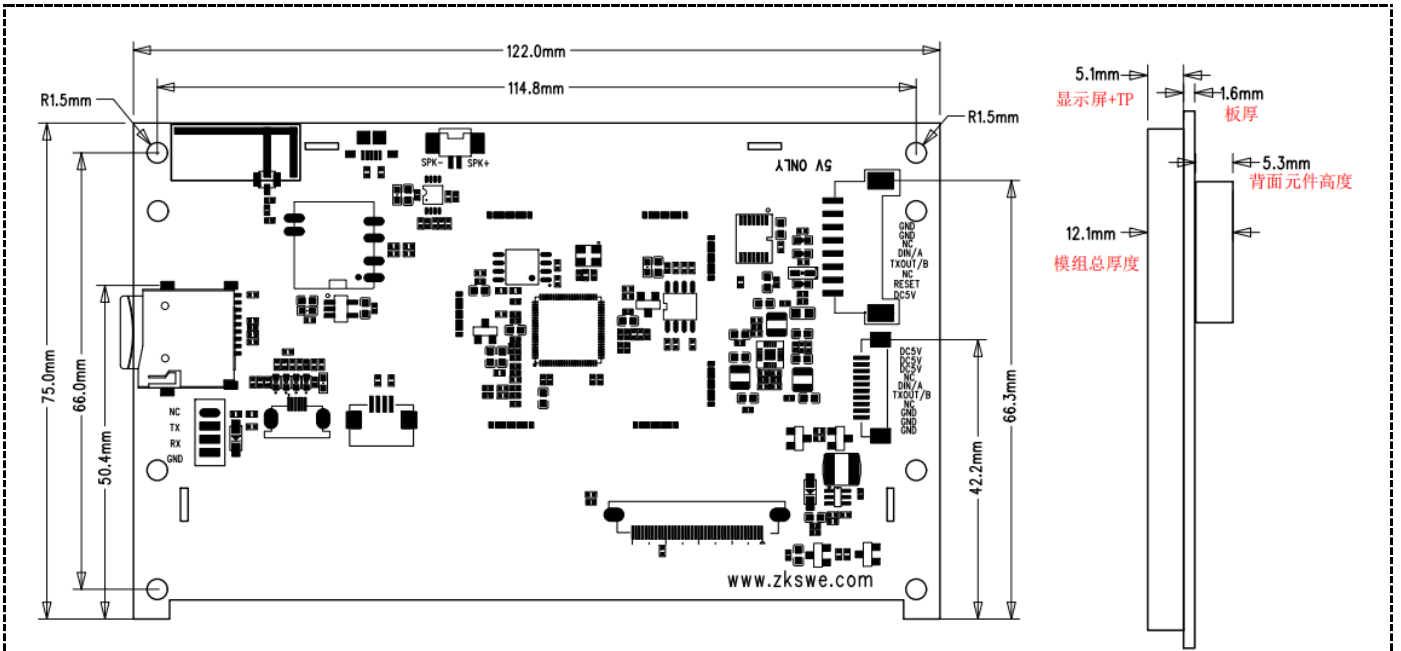 122.0mm
114.8mm
R1.5mm
R1.5mm
5.1mm
显示屏+TP
1.6mm
板厚
5.3mm
背面元件高度
12.1mm
模组总厚度
SPK-
SPK+
5V ONLY
GND
GND
NC
DIN/A
TXOUT/B
NC
RESET
DC5V
DC5V
DC5V
DC5V
NC
DIN/A
TXOUT/B
NC
GND
GND
GND
NC
TX
RX
GND
75.0mm
66.0mm
50.4mm
42.2mm
66.3mm
www.zkswe.com